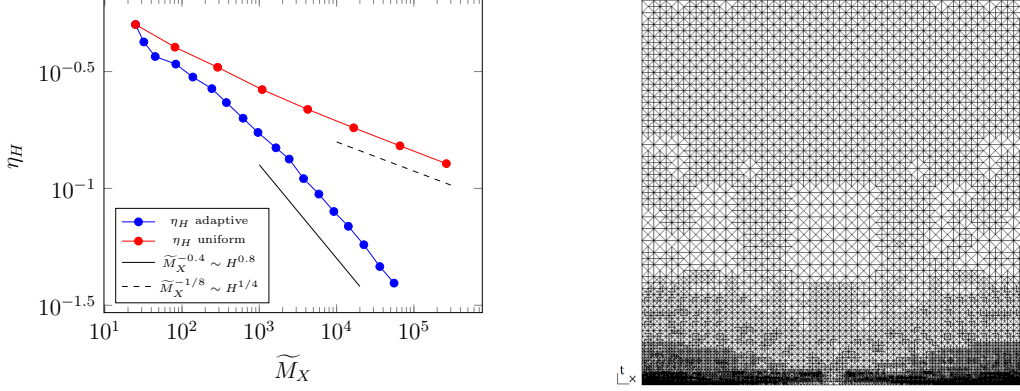 10^{−0.5}
10^{−1}
10^{−1.5}
η_H
10^1 10^2 10^3 10^4 10^5
\widetilde{M}_X
η_H adaptive
η_H uniform
\widetilde{M}_X^{−0.4} ∼ H^{0.8}
\widetilde{M}_X^{−1/8} ∼ H^{1/4}
t
x